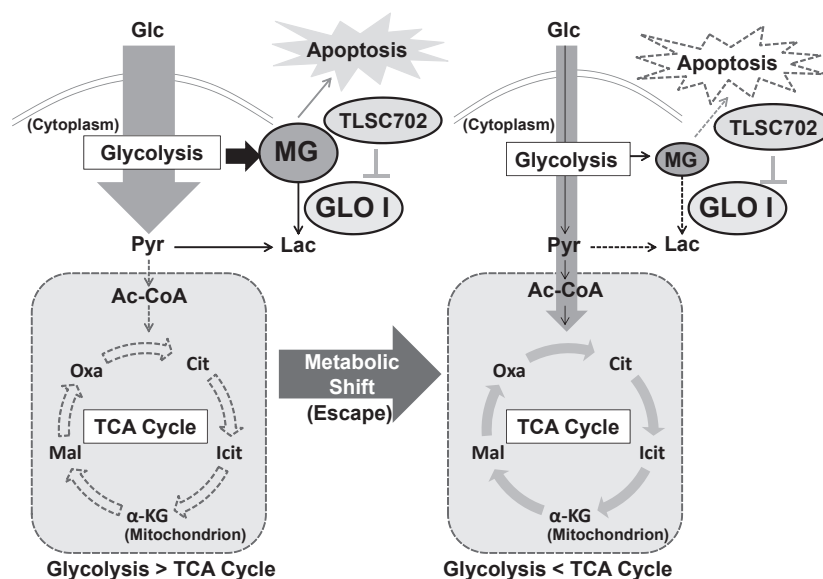 Glc
Apoptosis
(Cytoplasm)
TLSC702
Glycolysis
MG
GLO I
Pyr
Lac
Ac-CoA
Oxa
Cit
TCA Cycle
Mal
Icit
α-KG
(Mitochondrion)
Glycolysis > TCA Cycle
Metabolic
Shift
(Escape)
Glc
Apoptosis
(Cytoplasm)
TLSC702
Glycolysis
MG
GLO I
Pyr
Lac
Ac-CoA
Oxa
Cit
TCA Cycle
Mal
Icit
α-KG
(Mitochondrion)
Glycolysis < TCA Cycle